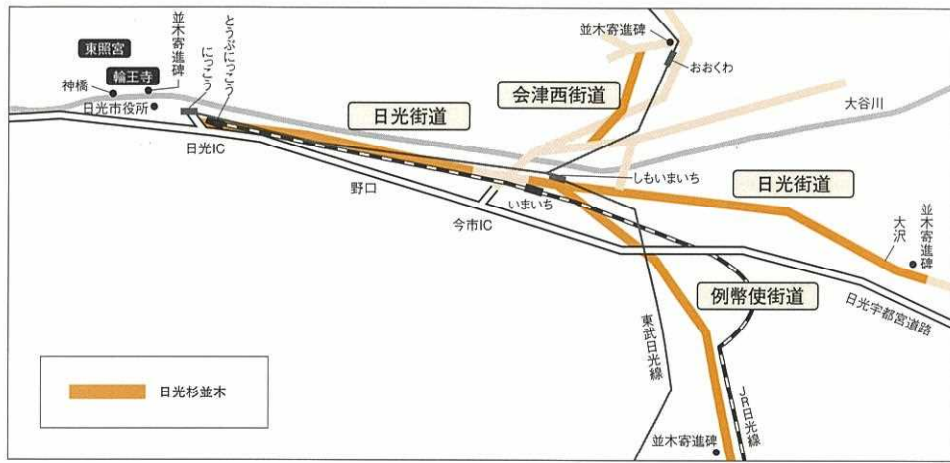 東照宮
輪王寺
並木寄進碑
神橋
日光市役所
にっこう
とうぶにっこう
日光IC
日光街道
野口
並木寄進碑
おおくわ
会津西街道
大谷川
しもいまいち
いまいち
今市IC
日光街道
大沢
並木寄進碑
例幣使街道
日光宇都宮道路
東武日光線
JR日光線
並木寄進碑
日光杉並木